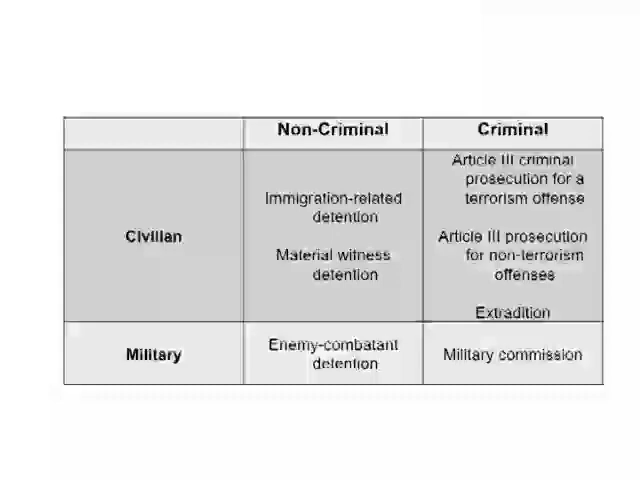 Non-Criminal
Criminal
Civilian
Immigration-related
detention
Material witness
detention
Article III criminal
prosecution for a
terrorism offense
Article III prosecution
for non-terrorism
offenses
Extradition
Military
Enemy-combatant
detention
Military commission